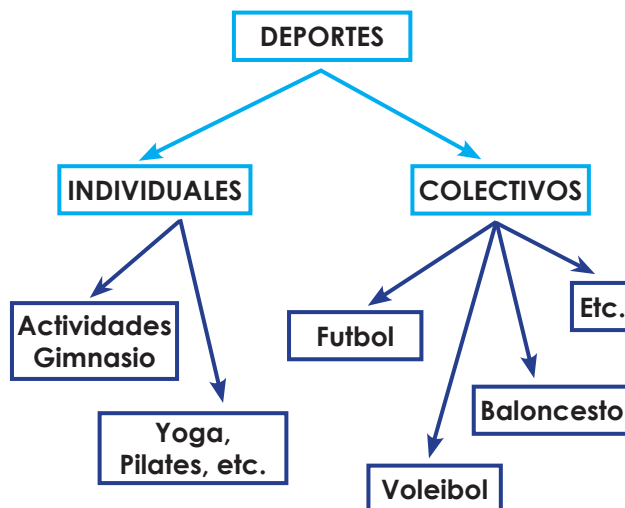 DEPORTES
INDIVIDUALES
COLECTIVOS
Actividades
Gimnasio
Yoga,
Pilates, etc.
Futbol
Voleibol
Baloncesto
Etc.